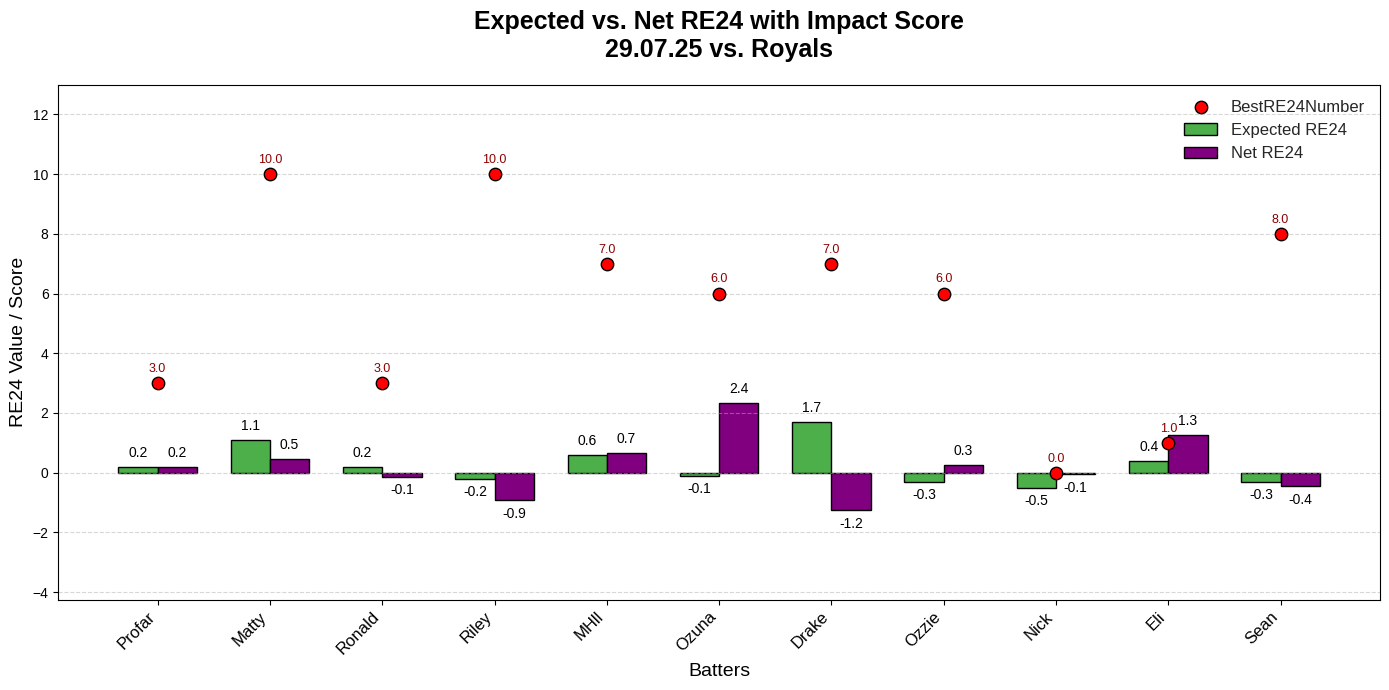 Expected vs. Net RE24 with Impact Score
29.07.25 vs. Royals
RE24 Value / Score
12
10
8
6
4
2
0
−2
−4
BestRE24Number
Expected RE24
Net RE24
3.0
10.0
3.0
10.0
7.0
6.0
7.0
6.0
0.0
1.0
8.0
0.2
0.2
1.1
0.5
0.2
-0.1
-0.2
-0.9
0.6
0.7
-0.1
2.4
1.7
-1.2
-0.3
0.3
-0.5
-0.1
0.4
1.3
-0.3
-0.4
Profar
Matty
Ronald
Riley
MHII
Ozuna
Drake
Ozzie
Nick
Eli
Sean
Batters